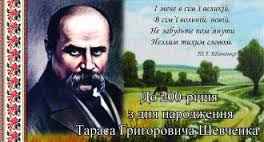 І мене в сім'ї великій,
В сім'ї вольній, новій,
Не забудьте пом'янути
Незлим тихим словом.
Т.Г. Шевченко
До 200-річчя
з дня народження
Тараса Григоровича Шевченка